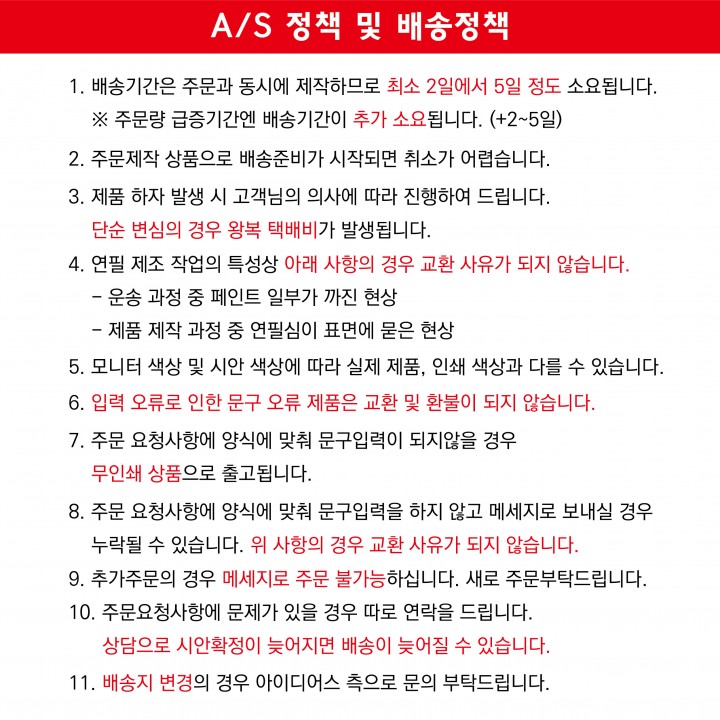 A/S 정책 및 배송정책
1. 배송기간은 주문과 동시에 제작하므로 최소 2일에서 5일 정도 소요됩니다.
※ 주문량 급증기간엔 배송기간이 추가 소요됩니다. (+2~5일)
2. 주문제작 상품으로 배송준비가 시작되면 취소가 어렵습니다.
3. 제품 하자 발생 시 고객님의 의사에 따라 진행하여 드립니다.
단순 변심의 경우 왕복 택배비가 발생됩니다.
4. 연필 제조 작업의 특성상 아래 사항의 경우 교환 사유가 되지 않습니다.
- 운송 과정 중 페인트 일부가 까진 현상
- 제품 제작 과정 중 연필심이 표면에 묻은 현상
5. 모니터 색상 및 시안 색상에 따라 실제 제품, 인쇄 색상과 다를 수 있습니다.
6. 입력 오류로 인한 문구 오류 제품은 교환 및 환불이 되지 않습니다.
7. 주문 요청사항에 양식에 맞춰 문구입력이 되지않을 경우
무인쇄 상품으로 출고됩니다.
8. 주문 요청사항에 양식에 맞춰 문구입력을 하지 않고 메세지로 보내실 경우
누락될 수 있습니다. 위 사항의 경우 교환 사유가 되지 않습니다.
9. 추가주문의 경우 메세지로 주문 불가능하십니다. 새로 주문부탁드립니다.
10. 주문요청사항에 문제가 있을 경우 따로 연락을 드립니다.
상담으로 시안확정이 늦어지면 배송이 늦어질 수 있습니다.
11. 배송지 변경의 경우 아이디어스 측으로 문의 부탁드립니다.